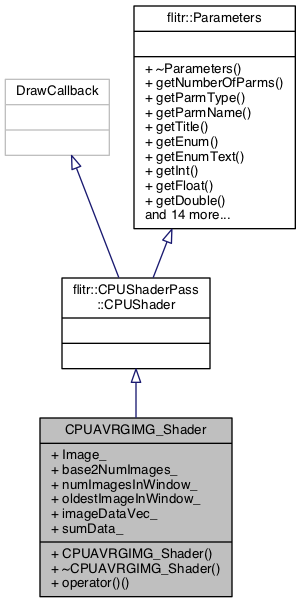 flitr::Parameters
+ ~Parameters()
+ getNumberOfParms()
+ getParmType()
+ getParmName()
+ getTitle()
+ getEnum()
+ getEnumText()
+ getInt()
+ getFloat()
+ getDouble()
and 14 more...
DrawCallback
flitr::CPUShaderPass
::CPUShader
CPUAVRGIMG_Shader
+ Image_
+ base2NumImages_
+ numImagesInWindow_
+ oldestImageInWindow_
+ imageDataVec_
+ sumData_
+ CPUAVRGIMG_Shader()
+ ~CPUAVRGIMG_Shader()
+ operator()()